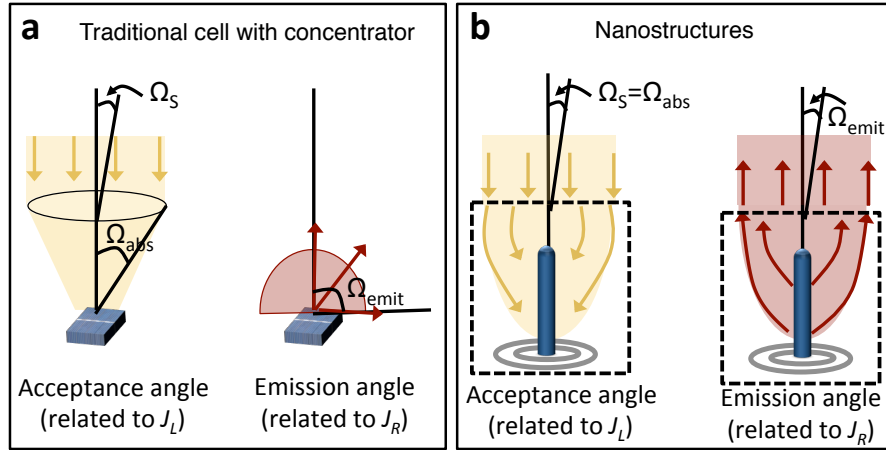 a
Traditional cell with concentrator
Ω_S
Ω_abs
Ω_emit
Acceptance angle
(related to J_L)
Emission angle
(related to J_R)
b
Nanostructures
Ω_S=Ω_abs
Ω_emit
Acceptance angle
(related to J_L)
Emission angle
(related to J_R)